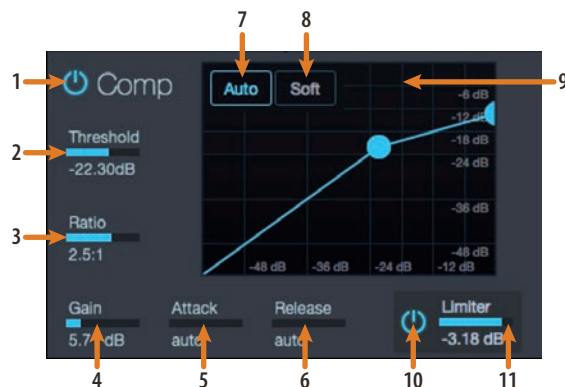 7 8
1 Comp Auto Soft 9
-6 dB
-12 dB
2 Threshold -18 dB
-22.30dB -24 dB
3 Ratio -36 dB
2.5:1 -48 dB
-48 dB -36 dB -24 dB -12 dB
Gain Attack Release Limiter
auto auto -3.18 dB
4 5 6 10 11